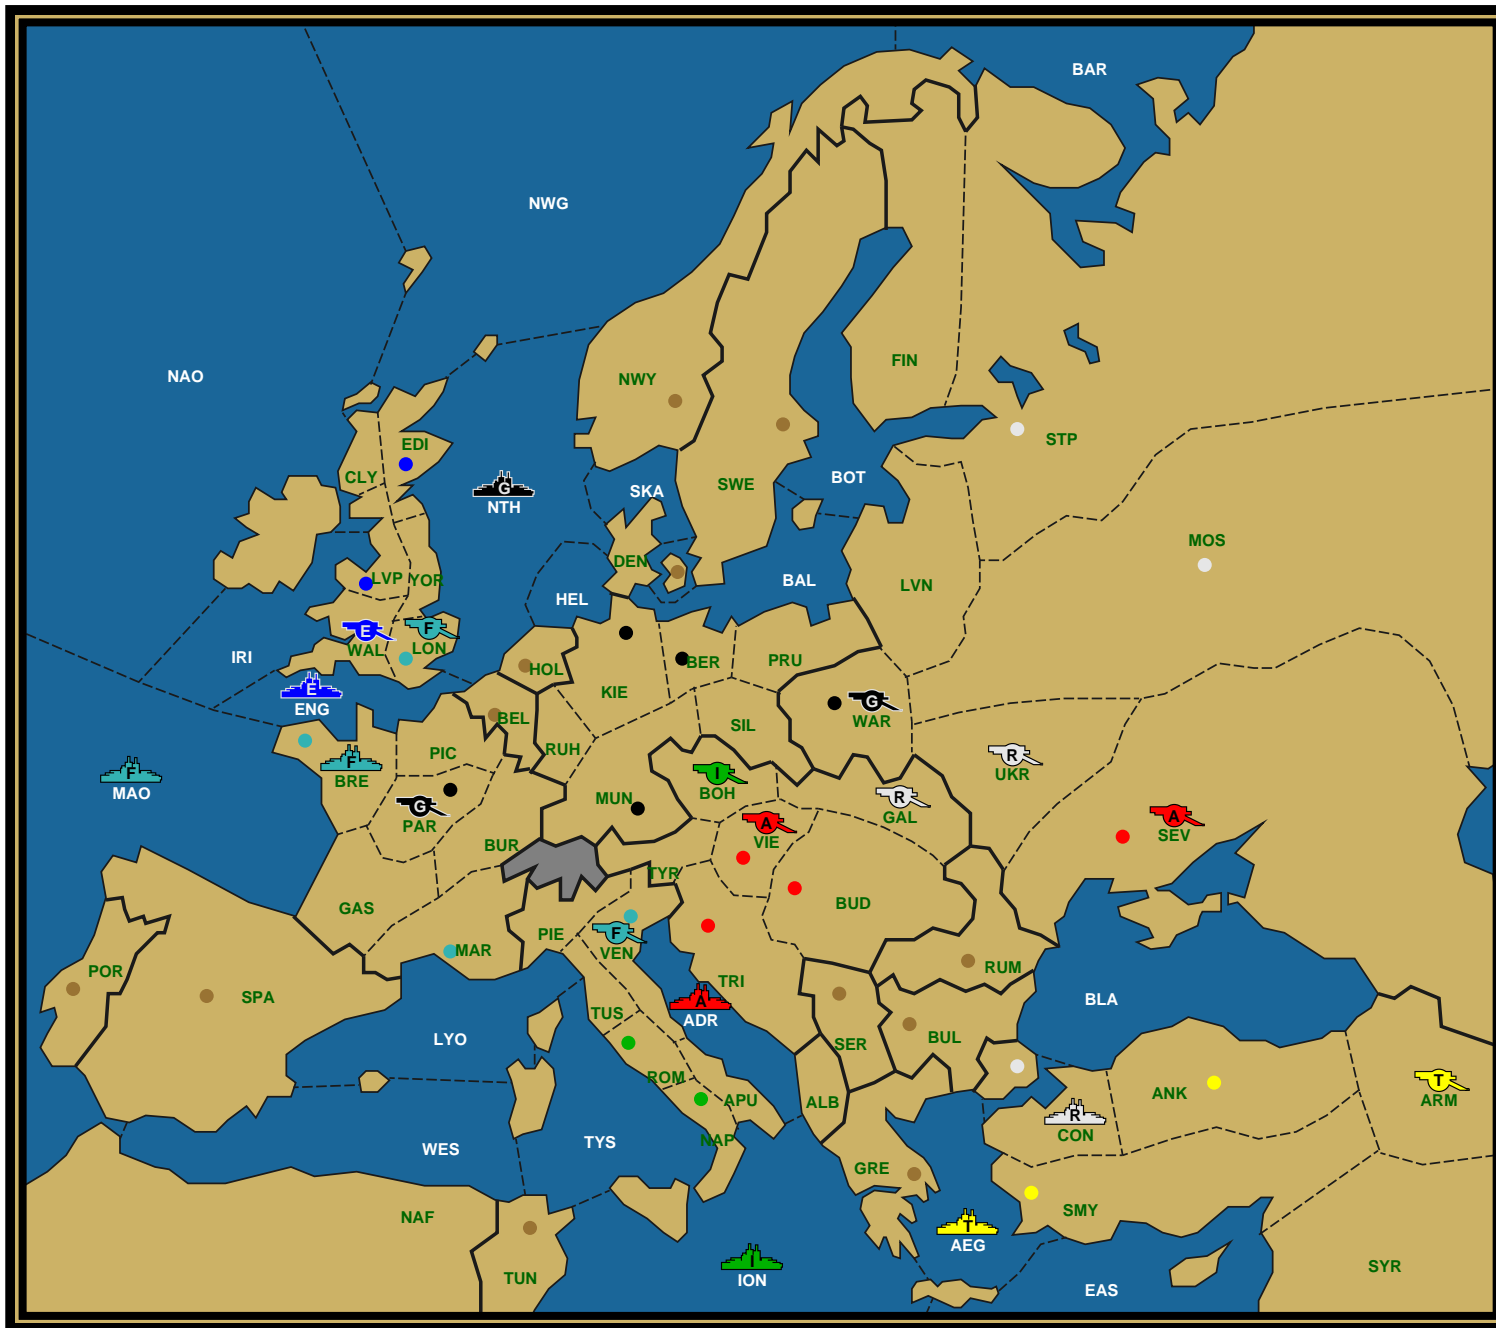 BAR
NWG
NAO
FIN
NWY
STP
EDI
CLY
BOT
SWE
SKA
G
NTH
MOS
DEN
BAL
LVN
LVP
YOR
HEL
E
WAL
F
LON
IRI
HOL
KIE
BER
PRU
E
ENG
G
WAR
BEL
SIL
RUH
PIC
R
UKR
F
BRE
F
MAO
I
BOH
MUN
R
GAL
G
PAR
A
VIE
A
SEV
BUR
TYR
BUD
GAS
PIE
F
VEN
MAR
POR
SPA
TRI
RUM
A
ADR
BLA
TUS
LYO
SER
BUL
ROM
APU
ALB
ANK
T
ARM
R
CON
NAP
WES
TYS
GRE
NAF
SMY
T
AEG
I
ION
TUN
EAS
SYR